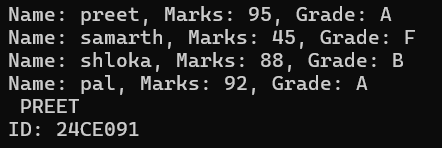 Name: preet, Marks: 95, Grade: A
Name: samarth, Marks: 45, Grade: F
Name: shloka, Marks: 88, Grade: B
Name: pal, Marks: 92, Grade: A
PREET
ID: 24CE091